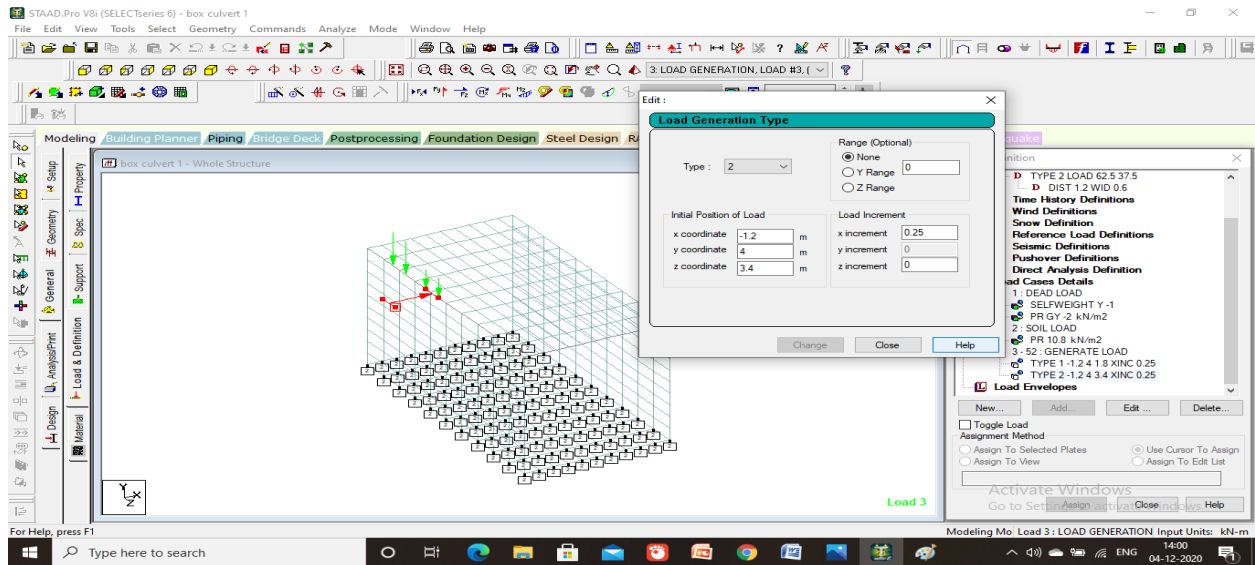 STAAD.Pro V8i (SELECTseries 6) - box culvert 1
File Edit View Tools Select Geometry Commands Analyze Mode Window Help
3: LOAD GENERATION, LOAD #3, (
Modeling Building Planner Piping Bridge Deck Postprocessing Foundation Design Steel Design RA
quake
Setup
Geometry
General
Analysis/Print
Design
Property
Spec
Support
Load & Definition
Material
box culvert 1 - Whole Structure
Y
X
Z
Load 3
Edit :
Load Generation Type
Type : 2
Range (Optional)
None
Y Range 0
Z Range
Initial Position of Load
x coordinate -1.2 m
y coordinate 4 m
z coordinate 3.4 m
Load Increment
x increment 0.25
y increment 0
z increment 0
Change Close Help
nition
D TYPE 2 LOAD 62.5 37.5
D DIST 1.2 WID 0.6
Time History Definitions
Wind Definitions
Snow Definition
Reference Load Definitions
Seismic Definitions
Pushover Definitions
Direct Analysis Definition
ad Cases Details
1 : DEAD LOAD
SELFWEIGHT Y -1
PR GY -2 kN/m2
2 : SOIL LOAD
PR 10.8 kN/m2
3 - 52 : GENERATE LOAD
TYPE 1 -1.2 4 1.8 XINC 0.25
TYPE 2 -1.2 4 3.4 XINC 0.25
Load Envelopes
New... Add... Edit ... Delete...
Toggle Load
Assignment Method
Assign To Selected Plates Use Cursor To Assign
Assign To View Assign To Edit List
Activate Windows
Assign Close Help
For Help, press F1
Modeling Mo Load 3 : LOAD GENERATION Input Units: kN-m
Type here to search
ENG 14:00
04-12-2020